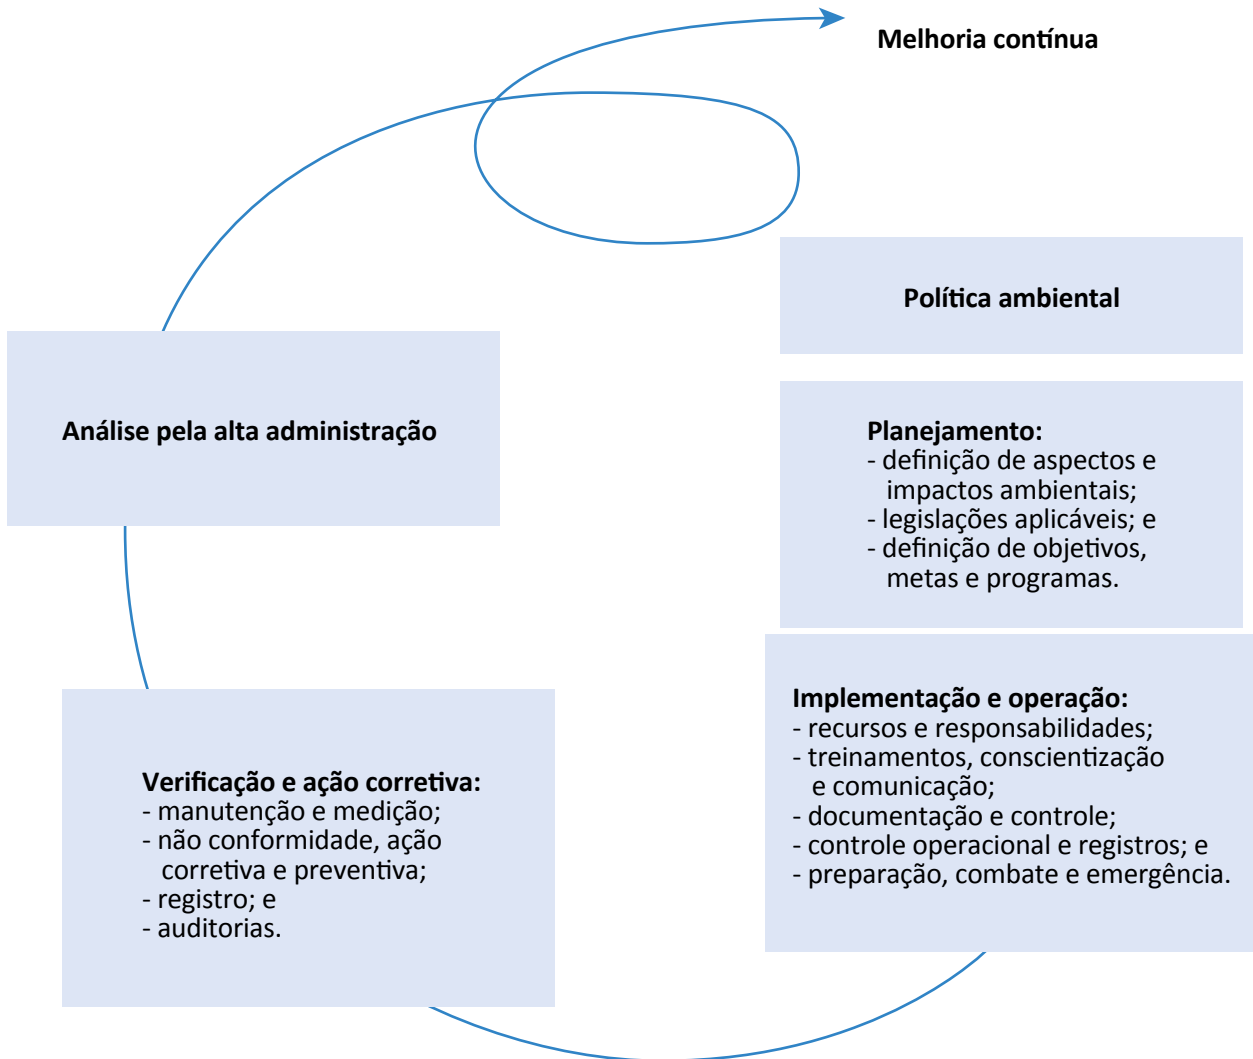 Melhoria contínua
Política ambiental
Análise pela alta administração
Planejamento:
- definição de aspectos e
impactos ambientais;
- legislações aplicáveis; e
- definição de objetivos,
metas e programas.
Implementação e operação:
- recursos e responsabilidades;
- treinamentos, conscientização
e comunicação;
- documentação e controle;
- controle operacional e registros; e
- preparação, combate e emergência.
Verificação e ação corretiva:
- manutenção e medição;
- não conformidade, ação
corretiva e preventiva;
- registro; e
- auditorias.